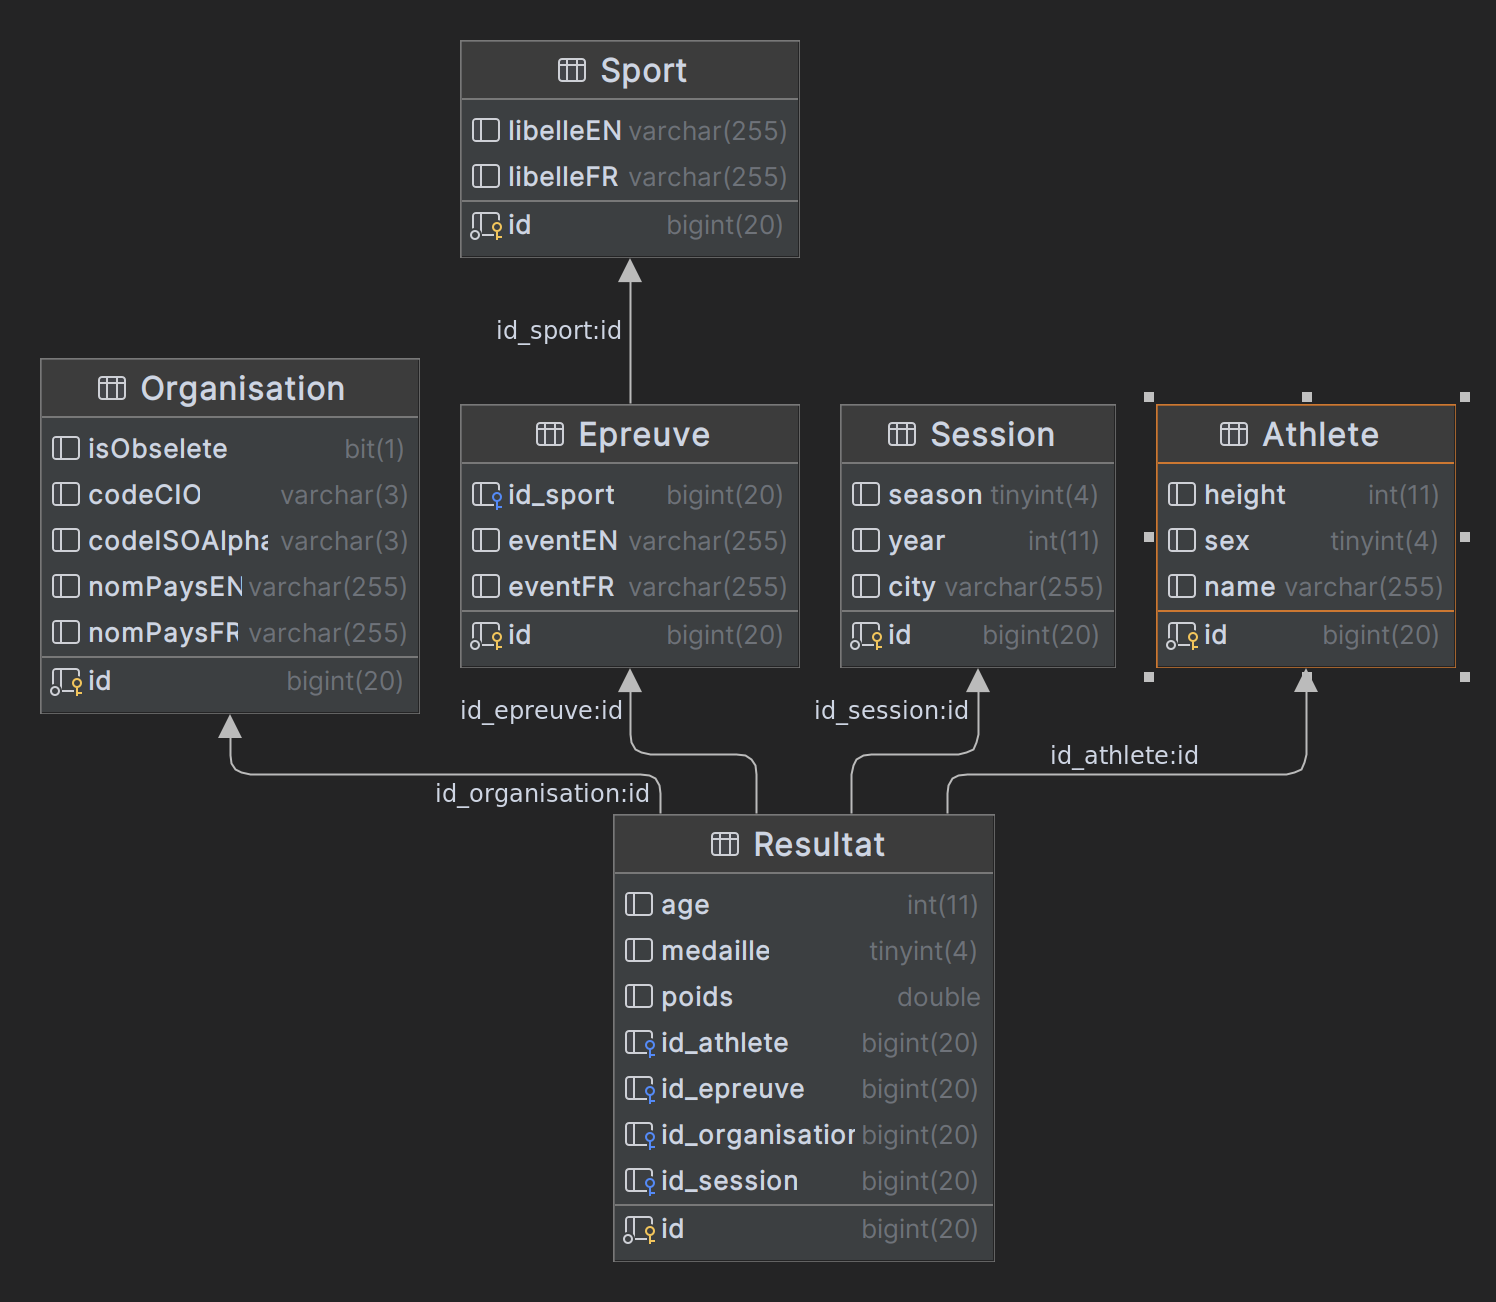 Sport
libelleEN varchar(255)
libelleFR varchar(255)
id bigint(20)
id_sport:id
Organisation
isObselete bit(1)
codeCIO varchar(3)
codeISOAlpha varchar(3)
nomPaysEN varchar(255)
nomPaysFR varchar(255)
id bigint(20)
Epreuve
id_sport bigint(20)
eventEN varchar(255)
eventFR varchar(255)
id bigint(20)
Session
season tinyint(4)
year int(11)
city varchar(255)
id bigint(20)
Athlete
height int(11)
sex tinyint(4)
name varchar(255)
id bigint(20)
id_epreuve:id
id_session:id
id_athlete:id
id_organisation:id
Resultat
age int(11)
medaille tinyint(4)
poids double
id_athlete bigint(20)
id_epreuve bigint(20)
id_organisation bigint(20)
id_session bigint(20)
id bigint(20)